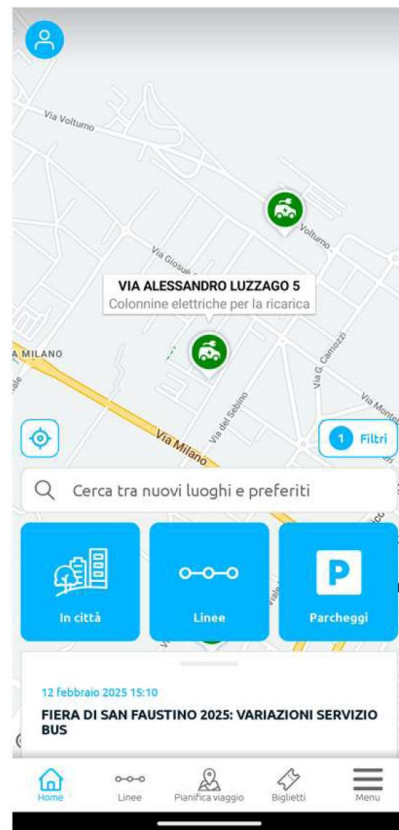 Via Volturno
Volturno
VIA ALESSANDRO LUZZAGO 5
Colonnine elettriche per la ricarica
A MILANO
Via G. Camozzi
Via del Sebino
Via Milano
1 Filtri
Cerca tra nuovi luoghi e preferiti
In città
Linee
P
Parcheggi
12 febbraio 2025 15:10
FIERA DI SAN FAUSTINO 2025: VARIAZIONI SERVIZIO
BUS
Home
Linee
Pianifica viaggio
Biglietti
Menu